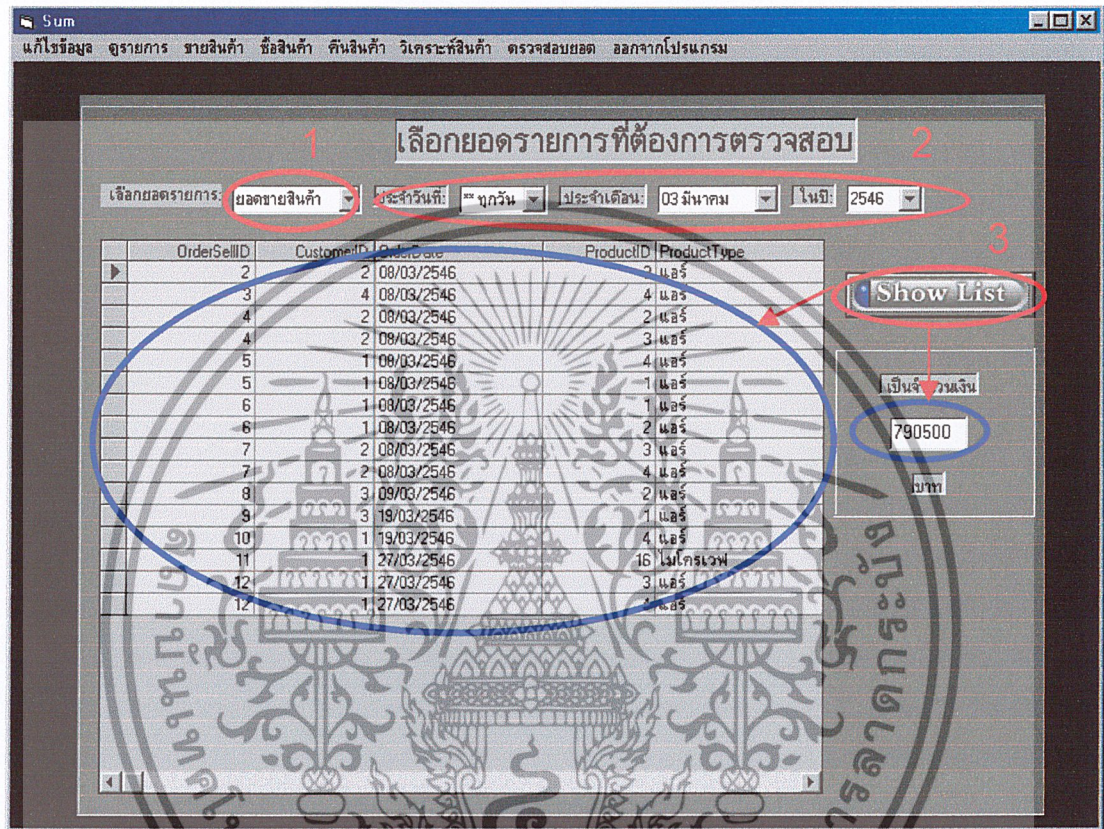 Sum
แก้ไขข้อมูล ดูรายการ ขายสินค้า ซื้อสินค้า คืนสินค้า วิเคราะห์สินค้า ตรวจสอบยอด ออกจากโปรแกรม
เลือกยอดรายการที่ต้องการตรวจสอบ
1
2
เลือกยอดรายการ: ยอดขายสินค้า ประจำวันที่: ** ทุกวัน ประจำเดือน: 03 มีนาคม ในปี: 2546
3
OrderSellID CustomerID OrderDate ProductID ProductType
2 2 08/03/2546 แอร์
3 4 08/03/2546 4 แอร์
4 2 08/03/2546 2 แอร์
4 2 08/03/2546 3 แอร์
5 1 08/03/2546 4 แอร์
5 1 08/03/2546 1 แอร์
6 1 08/03/2546 1 แอร์
6 1 08/03/2546 2 แอร์
7 2 08/03/2546 3 แอร์
7 2 08/03/2546 4 แอร์
8 3 09/03/2546 2 แอร์
9 3 19/03/2546 1 แอร์
10 1 19/03/2546 4 แอร์
11 1 27/03/2546 16 ไมโครเวฟ
12 1 27/03/2546 3 แอร์
12 1 27/03/2546 แอร์
Show List
เป็นจำนวนเงิน
790500
บาท